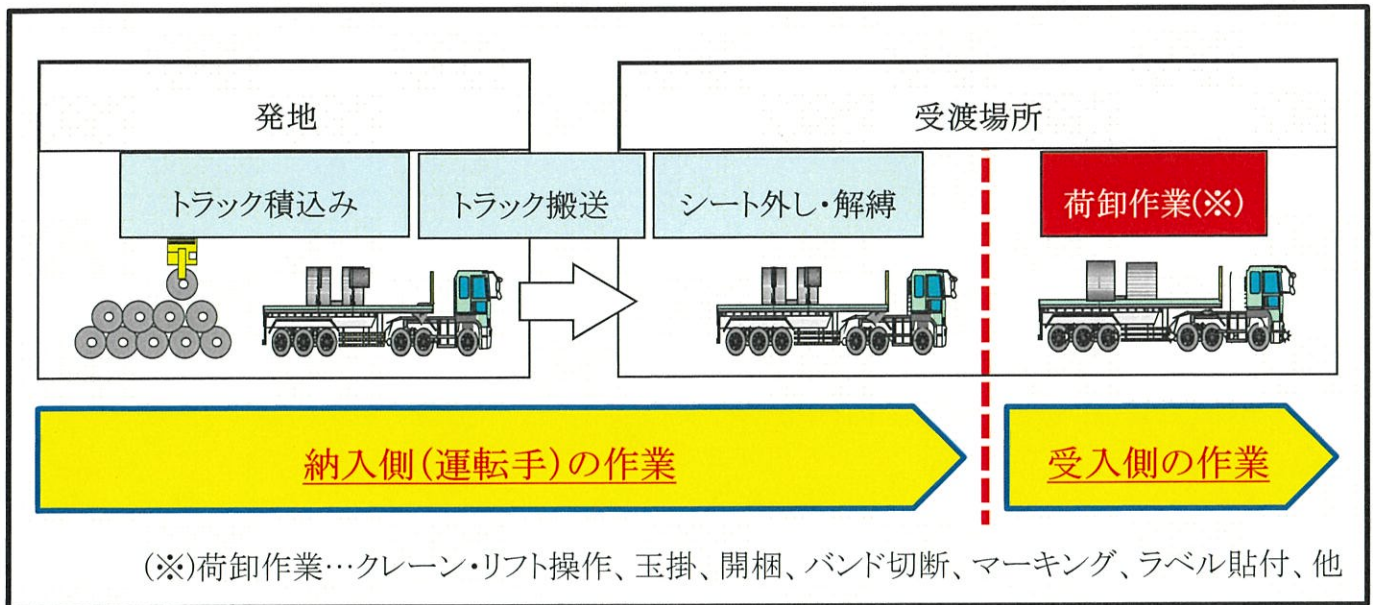 発地
受渡場所
トラック積込み
トラック搬送
シート外し・解縛
荷卸作業(※)
納入側(運転手)の作業
受入側の作業
(※)荷卸作業…クレーン・リフト操作、玉掛、開梱、バンド切断、マーキング、ラベル貼付、他